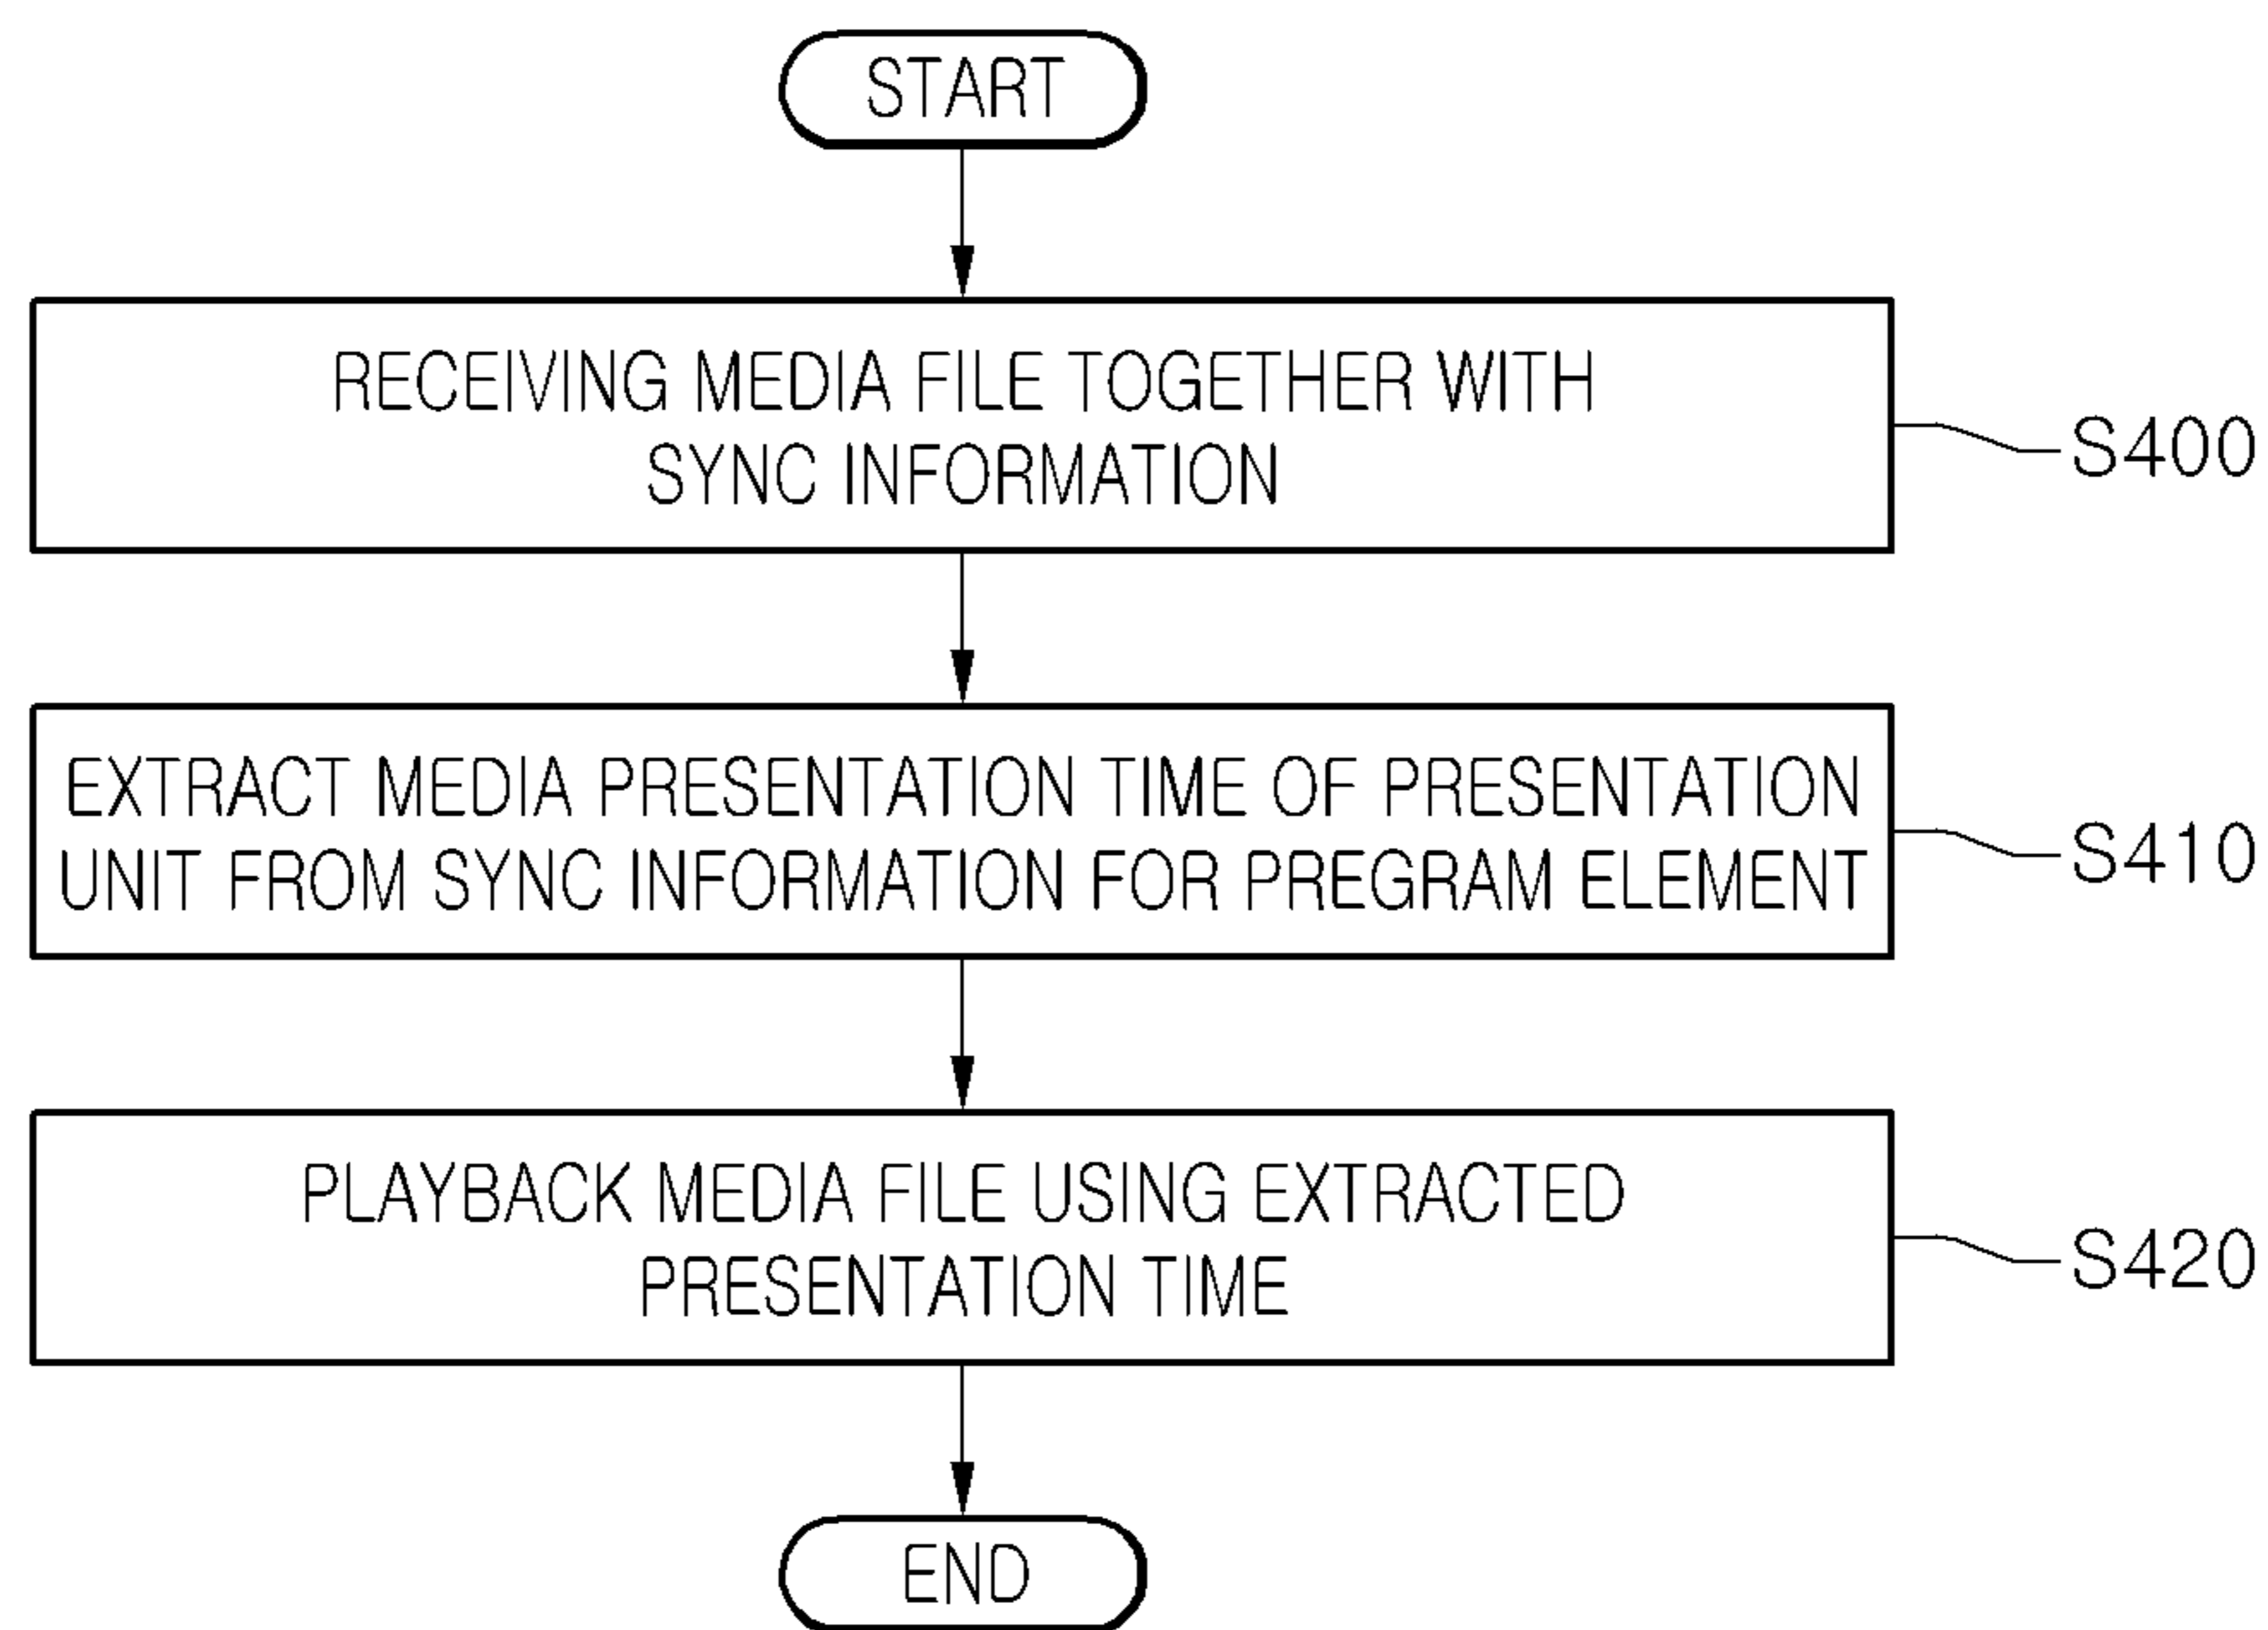 START
RECEIVING MEDIA FILE TOGETHER WITH
SYNC INFORMATION
S400
EXTRACT MEDIA PRESENTATION TIME OF PRESENTATION
UNIT FROM SYNC INFORMATION FOR PREGRAM ELEMENT
S410
PLAYBACK MEDIA FILE USING EXTRACTED
PRESENTATION TIME
S420
END